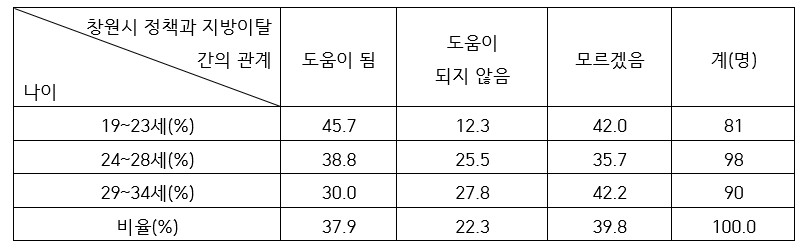 창원시 정책과 지방이탈
간의 관계
나이
도움이 됨
도움이
되지 않음
모르겠음
계(명)
19~23세(%) 45.7 12.3 42.0 81
24~28세(%) 38.8 25.5 35.7 98
29~34세(%) 30.0 27.8 42.2 90
비율(%) 37.9 22.3 39.8 100.0